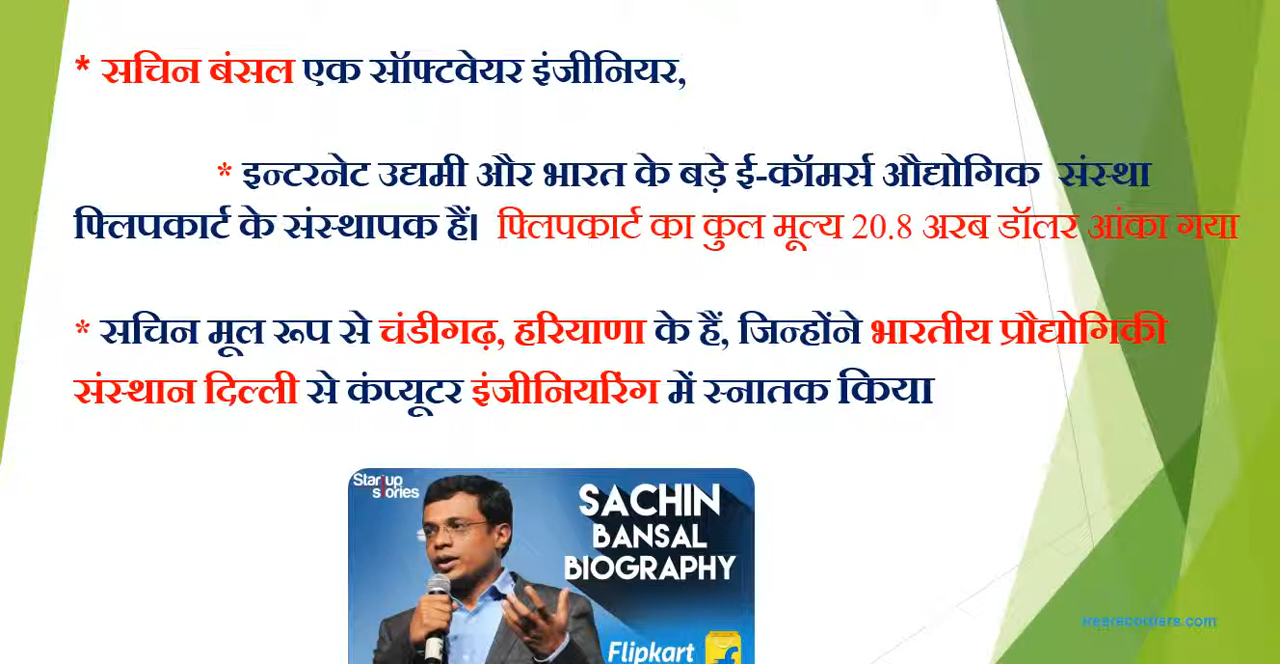 * सचिन बंसल एक सॉफ्टवेयर इंजीनियर,
* इन्टरनेट उद्यमी और भारत के बड़े ई-कॉमर्स औद्योगिक संस्था
फ्लिपकार्ट के संस्थापक हैं। फ्लिपकार्ट का कुल मूल्य 20.8 अरब डॉलर आंका गया
* सचिन मूल रूप से चंडीगढ़, हरियाणा के हैं, जिन्होंने भारतीय प्रौद्योगिकी
संस्थान दिल्ली से कंप्यूटर इंजीनियरिंग में स्नातक किया
Startup
stories
SACHIN
BANSAL
BIOGRAPHY
Flipkart